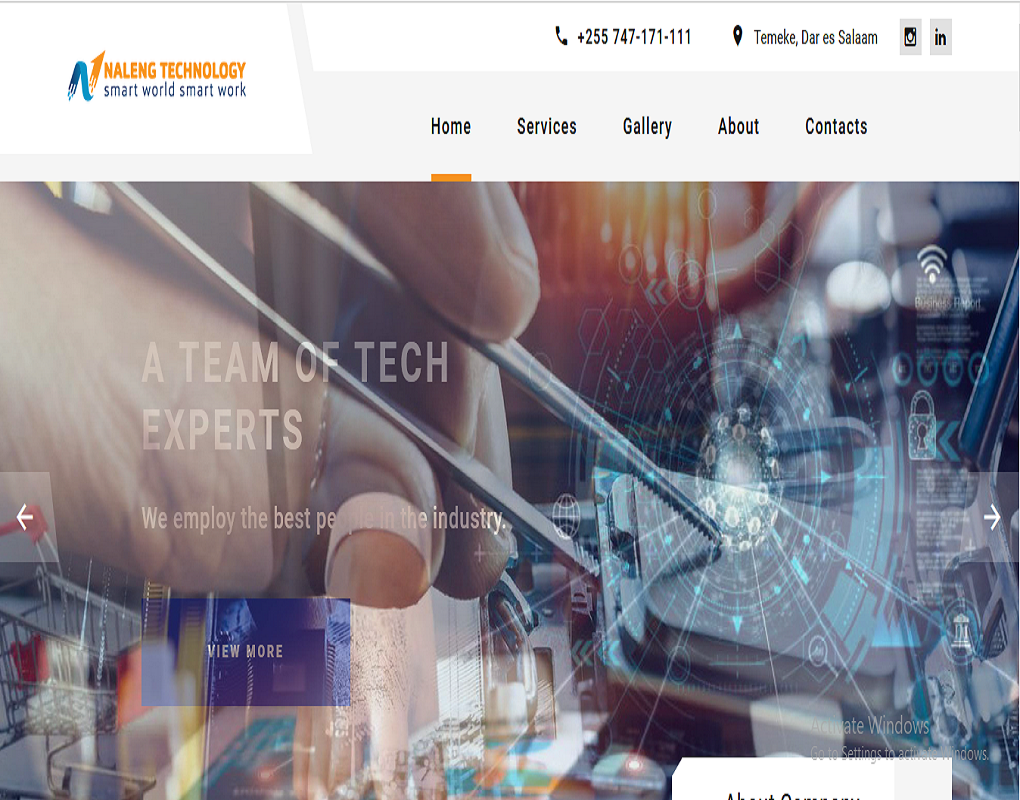 +255 747-171-111 Temeke, Dar es Salaam in
NALENG TECHNOLOGY
smart world smart work
Home Services Gallery About Contacts
Business Report
A TEAM OF TECH
EXPERTS
We employ the best people in the industry.
VIEW MORE
Activate Windows
Go to Settings to activate Windows.
About Company